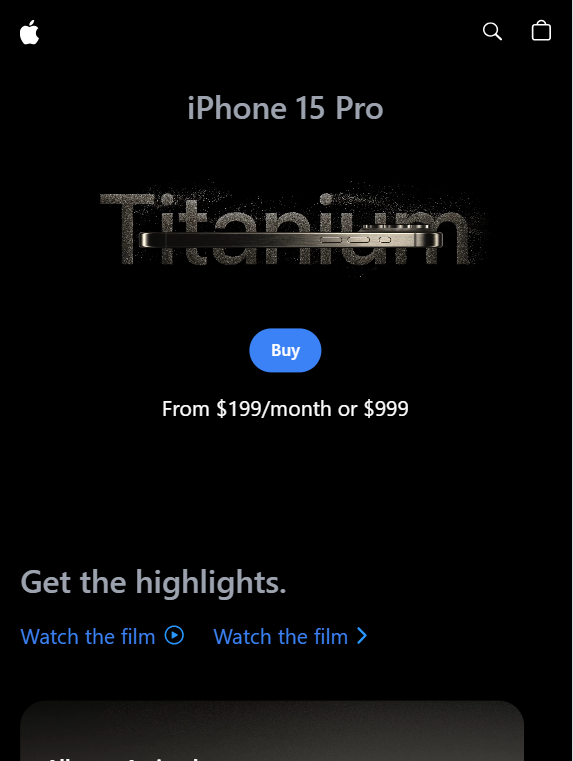 iPhone 15 Pro
Titanium
Buy
From $199/month or $999
Get the highlights.
Watch the film
Watch the film